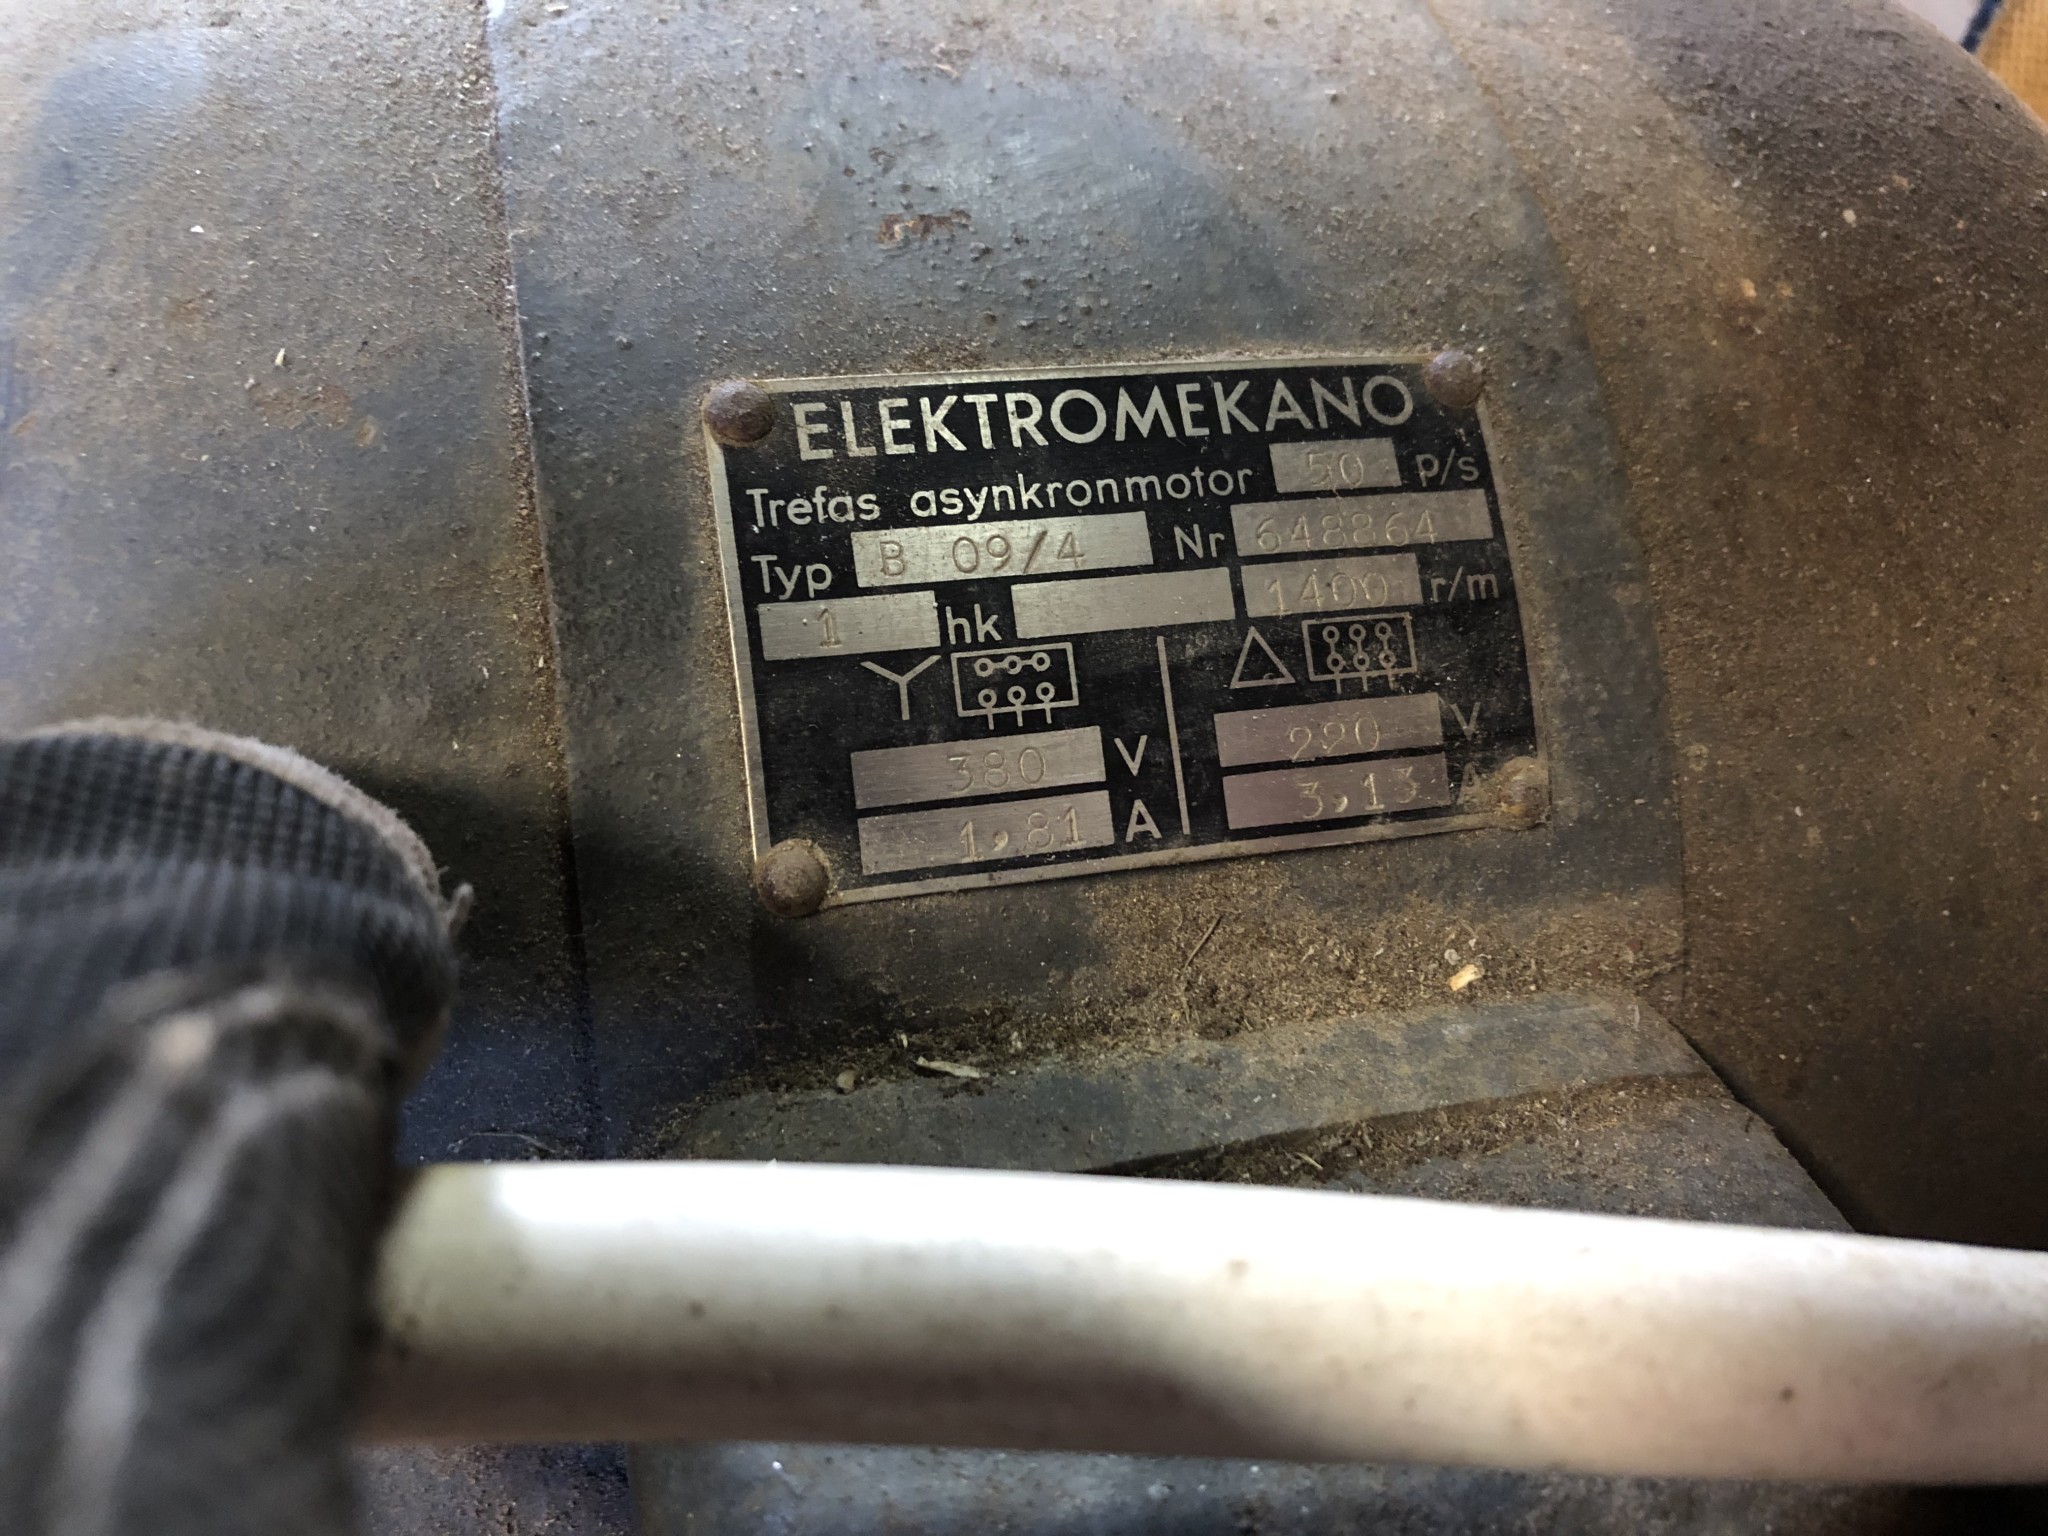 ELEKTROMEKANO
Trefas asynkronmotor 50 p/s
Typ B 09/4 Nr 648864
1 hk 1400 r/m
380 V 220 V
1,81 A 3,13 A